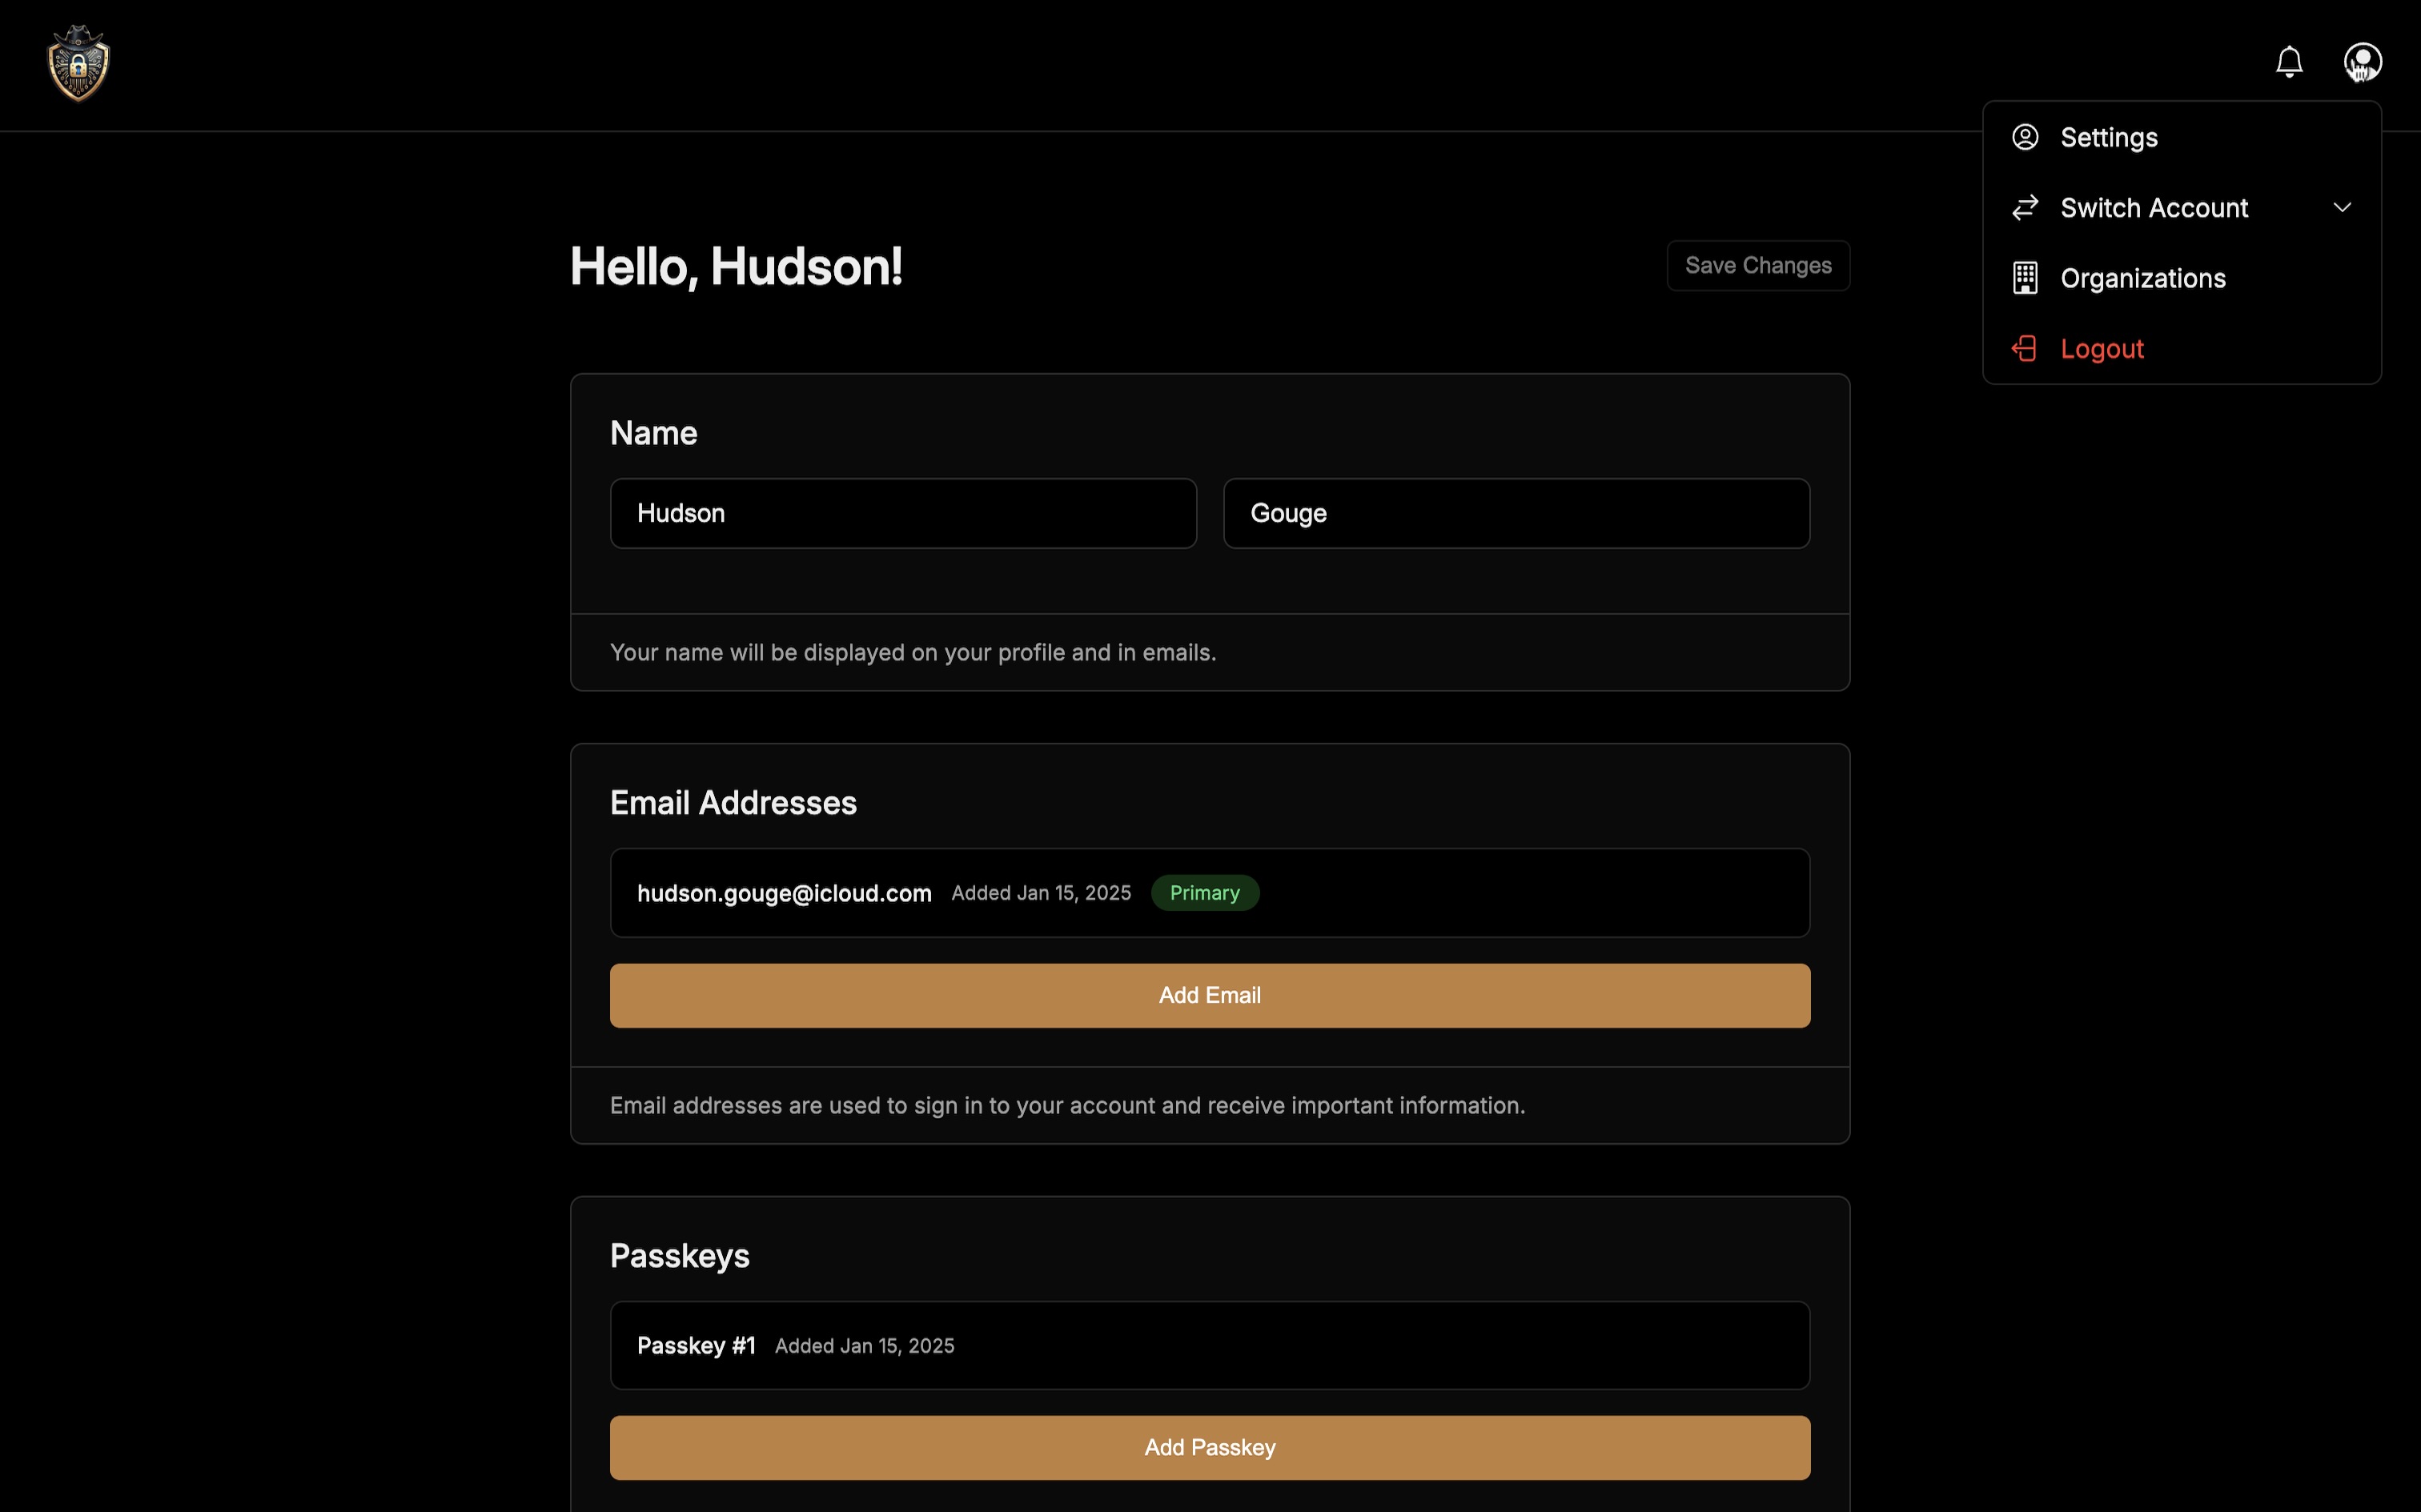 Settings
Switch Account
Organizations
Logout
Hello, Hudson!
Save Changes
Name
Hudson
Gouge
Your name will be displayed on your profile and in emails.
Email Addresses
hudson.gouge@icloud.com Added Jan 15, 2025 Primary
Add Email
Email addresses are used to sign in to your account and receive important information.
Passkeys
Passkey #1 Added Jan 15, 2025
Add Passkey